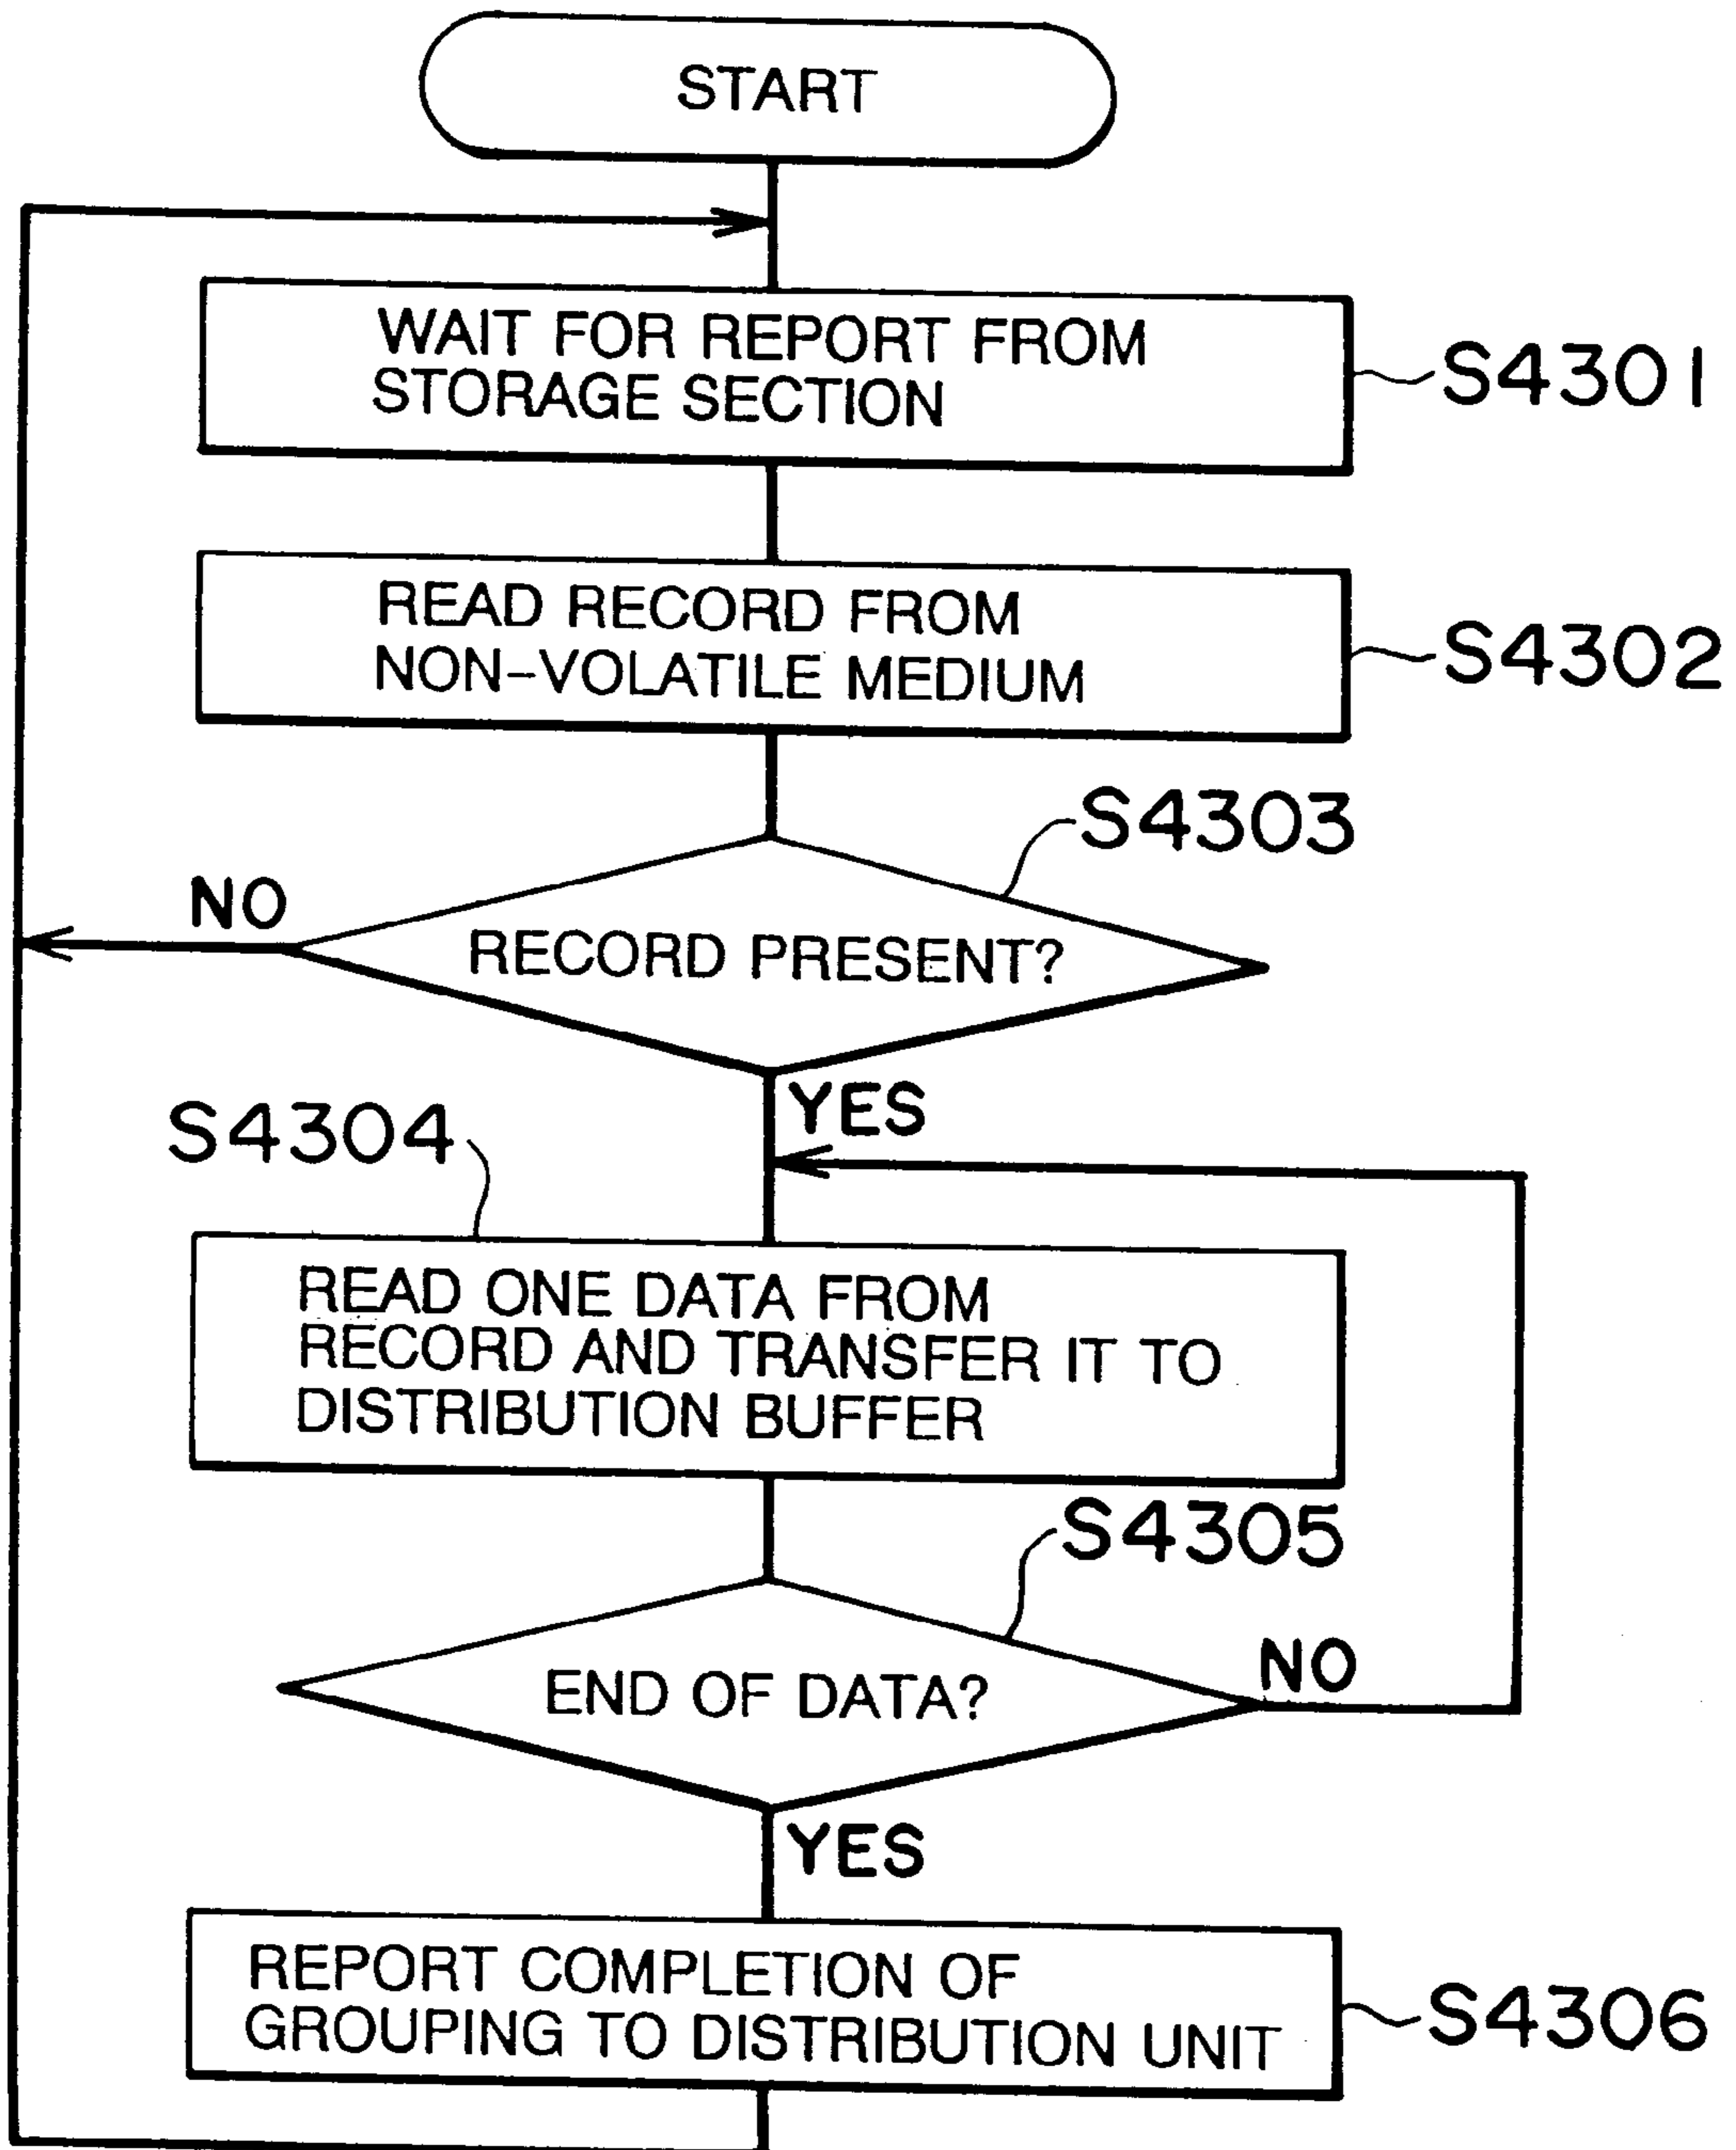 START
WAIT FOR REPORT FROM
STORAGE SECTION
S4301
READ RECORD FROM
NON-VOLATILE MEDIUM
S4302
S4303
NO
RECORD PRESENT?
YES
S4304
READ ONE DATA FROM
RECORD AND TRANSFER IT TO
DISTRIBUTION BUFFER
S4305
END OF DATA?
NO
YES
REPORT COMPLETION OF
GROUPING TO DISTRIBUTION UNIT
S4306